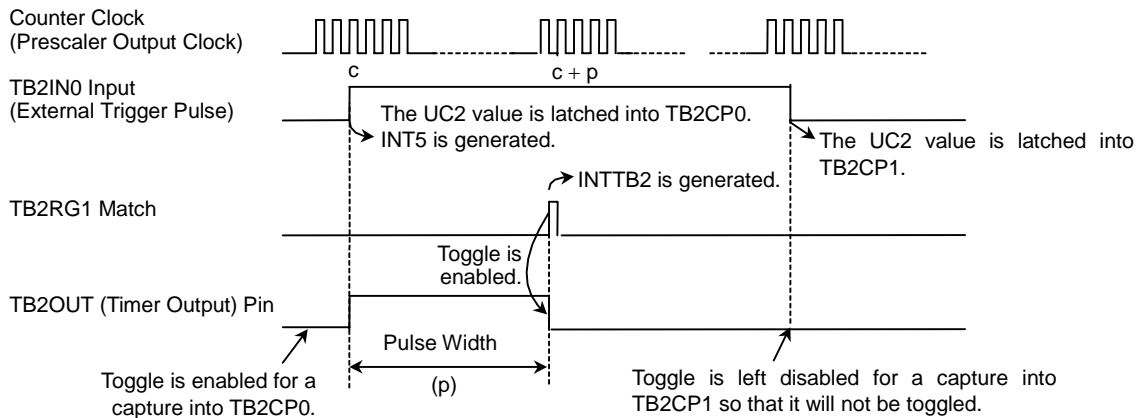 Counter Clock
(Prescaler Output Clock)
c
c + p
TB2IN0 Input
(External Trigger Pulse)
The UC2 value is latched into TB2CP0.
INT5 is generated.
The UC2 value is latched into
TB2CP1.
INTTB2 is generated.
TB2RG1 Match
Toggle is
enabled.
TB2OUT (Timer Output) Pin
Pulse Width
(p)
Toggle is enabled for a
capture into TB2CP0.
Toggle is left disabled for a capture into
TB2CP1 so that it will not be toggled.